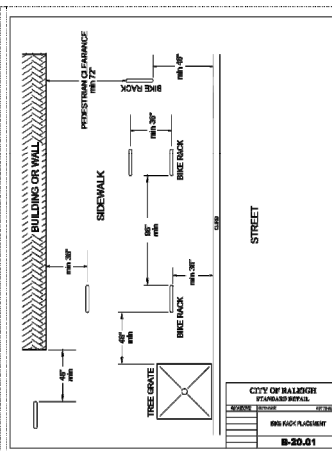 BUILDING OR WALL
PEDESTRIAN CLEARANCE
min 72"
BIKE RACK
min 48"
SIDEWALK
min 36"
BIKE RACK
96"
min
CURB
STREET
min 36"
min 36"
48"
min
BIKE RACK
48"
min
TREE GRATE
CITY OF RALEIGH
STANDARD DETAIL
REVISIONS
BIKE RACK PLACEMENT
B-20.01